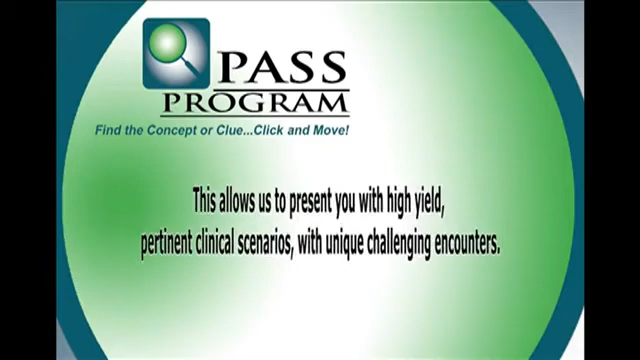 PASS
PROGRAM
Find the Concept or Clue...Click and Move!
This allows us to present you with high yield,
pertinent clinical scenarios, with unique challenging encounters.